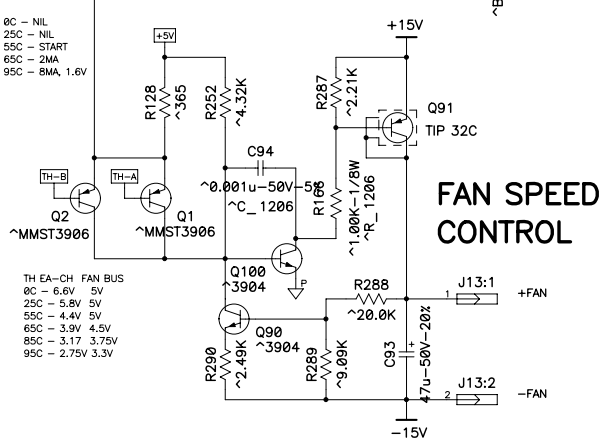 ^B
0C - NIL
25C - NIL
55C - START
65C - 2MA
95C - 8MA, 1.6V
+5V
+15V
R128
^365
R252
^4.32K
R287
^2.21K
Q91
TIP 32C
C94
^0.001u-50V-5%
^C_1206
R166
^1.00K-1/8W
^R_1206
TH-B
TH-A
Q2
^MMST3906
Q1
^MMST3906
FAN SPEED
CONTROL
Q100
^3904
P
TH EA-CH FAN BUS
0C - 6.6V 5V
25C - 5.8V 5V
55C - 4.4V 5V
65C - 3.9V 4.5V
85C - 3.17 3.75V
95C - 2.75V 3.3V
R288
^20.0K
1
J13:1
+FAN
Q90
^3904
R290
^2.49K
R289
^9.09K
C93
+
47u-50V-20%
2
J13:2
-FAN
-15V